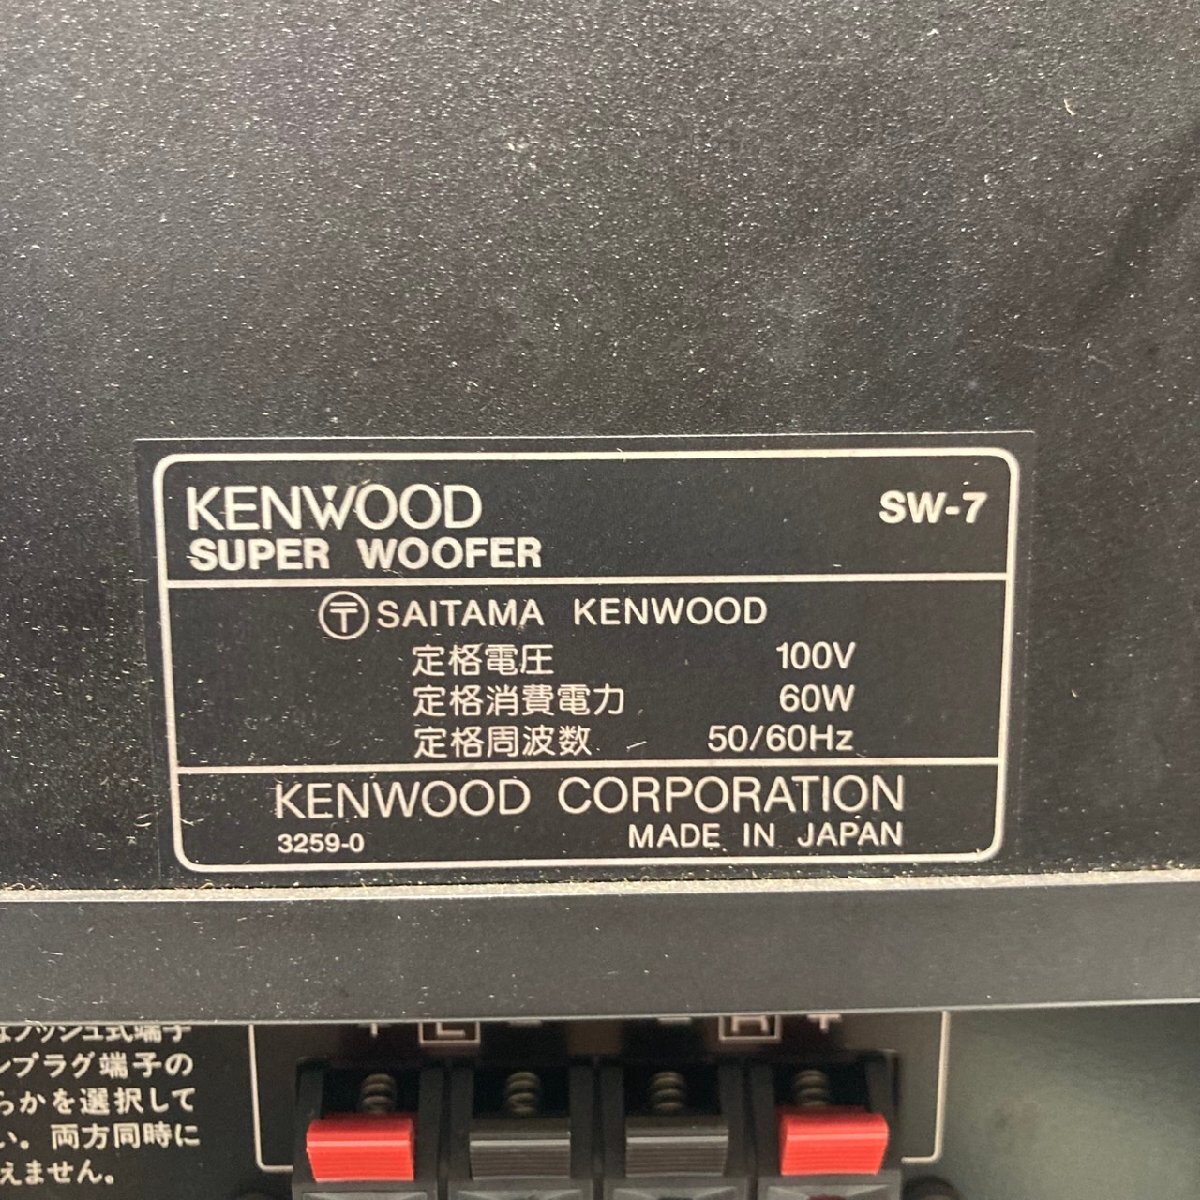 KENWOOD SW-7
SUPER WOOFER
〒 SAITAMA KENWOOD
定格電圧 100V
定格消費電力 60W
定格周波数 50/60Hz
KENWOOD CORPORATION
3259-0 MADE IN JAPAN
プッシュ式端子
プラグ端子の
らかを選択して
い。両方同時に
えません。
+ L - - R +